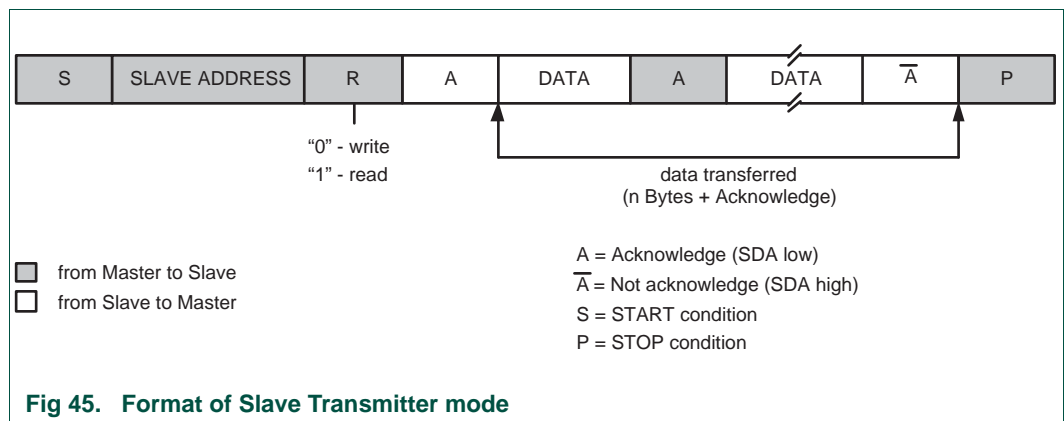 S SLAVE ADDRESS R A DATA A DATA A̅ P
“0” - write
“1” - read
data transferred
(n Bytes + Acknowledge)
from Master to Slave
from Slave to Master
A = Acknowledge (SDA low)
A̅ = Not acknowledge (SDA high)
S = START condition
P = STOP condition
Fig 45. Format of Slave Transmitter mode